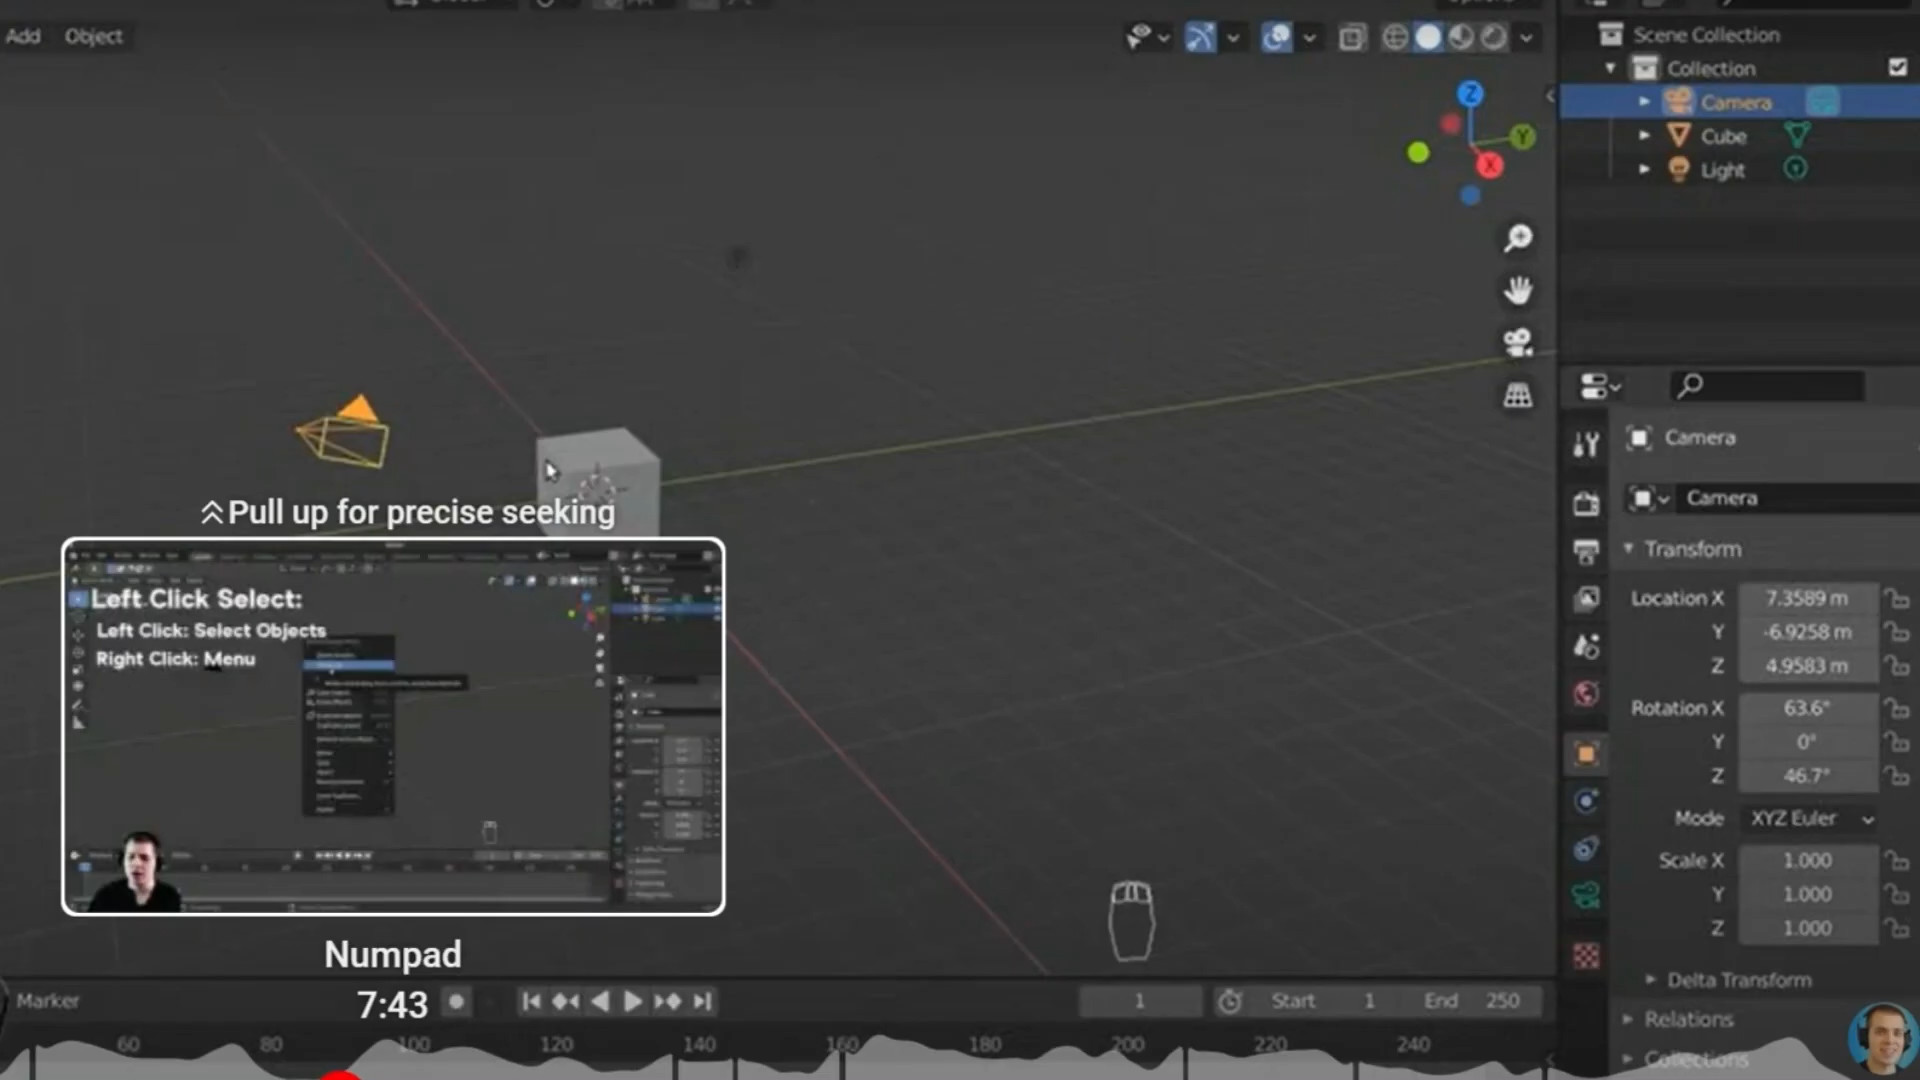 Add Object
Scene Collection
Collection
Camera
Cube
Light
Z
Y
X
Camera
Camera
Transform
Location X 7.3589 m
Y -6.9258 m
Z 4.9583 m
Rotation X 63.6°
Y 0°
Z 46.7°
Mode XYZ Euler
Scale X 1.000
Y 1.000
Z 1.000
Delta Transform
Relations
Collections
Pull up for precise seeking
Left Click Select:
Left Click: Select Objects
Right Click: Menu
Numpad
7:43
Marker
1
Start 1 End 250
60 80 100 120 140 160 180 200 220 240